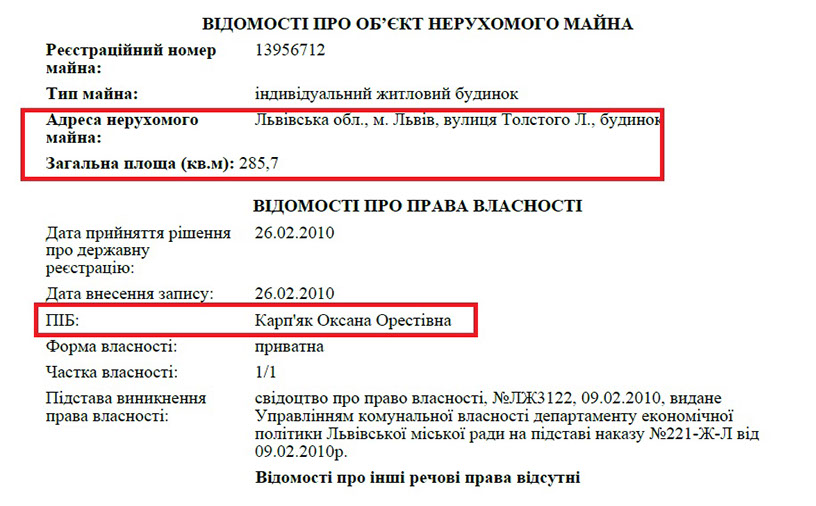 ВІДОМОСТІ ПРО ОБ’ЄКТ НЕРУХОМОГО МАЙНА
Реєстраційний номер майна: 13956712
Тип майна: індивідуальний житловий будинок
Адреса нерухомого майна: Львівська обл., м. Львів, вулиця Толстого Л., будинок
Загальна площа (кв.м): 285,7
ВІДОМОСТІ ПРО ПРАВА ВЛАСНОСТІ
Дата прийняття рішення про державну реєстрацію: 26.02.2010
Дата внесення запису: 26.02.2010
ПІБ: Карп'як Оксана Орестівна
Форма власності: приватна
Частка власності: 1/1
Підстава виникнення права власності: свідоцтво про право власності, №ЛЖ3122, 09.02.2010, видане
Управлінням комунальної власності департаменту економічної
політики Львівської міської ради на підставі наказу №221-Ж-Л від
09.02.2010р.
Відомості про інші речові права відсутні